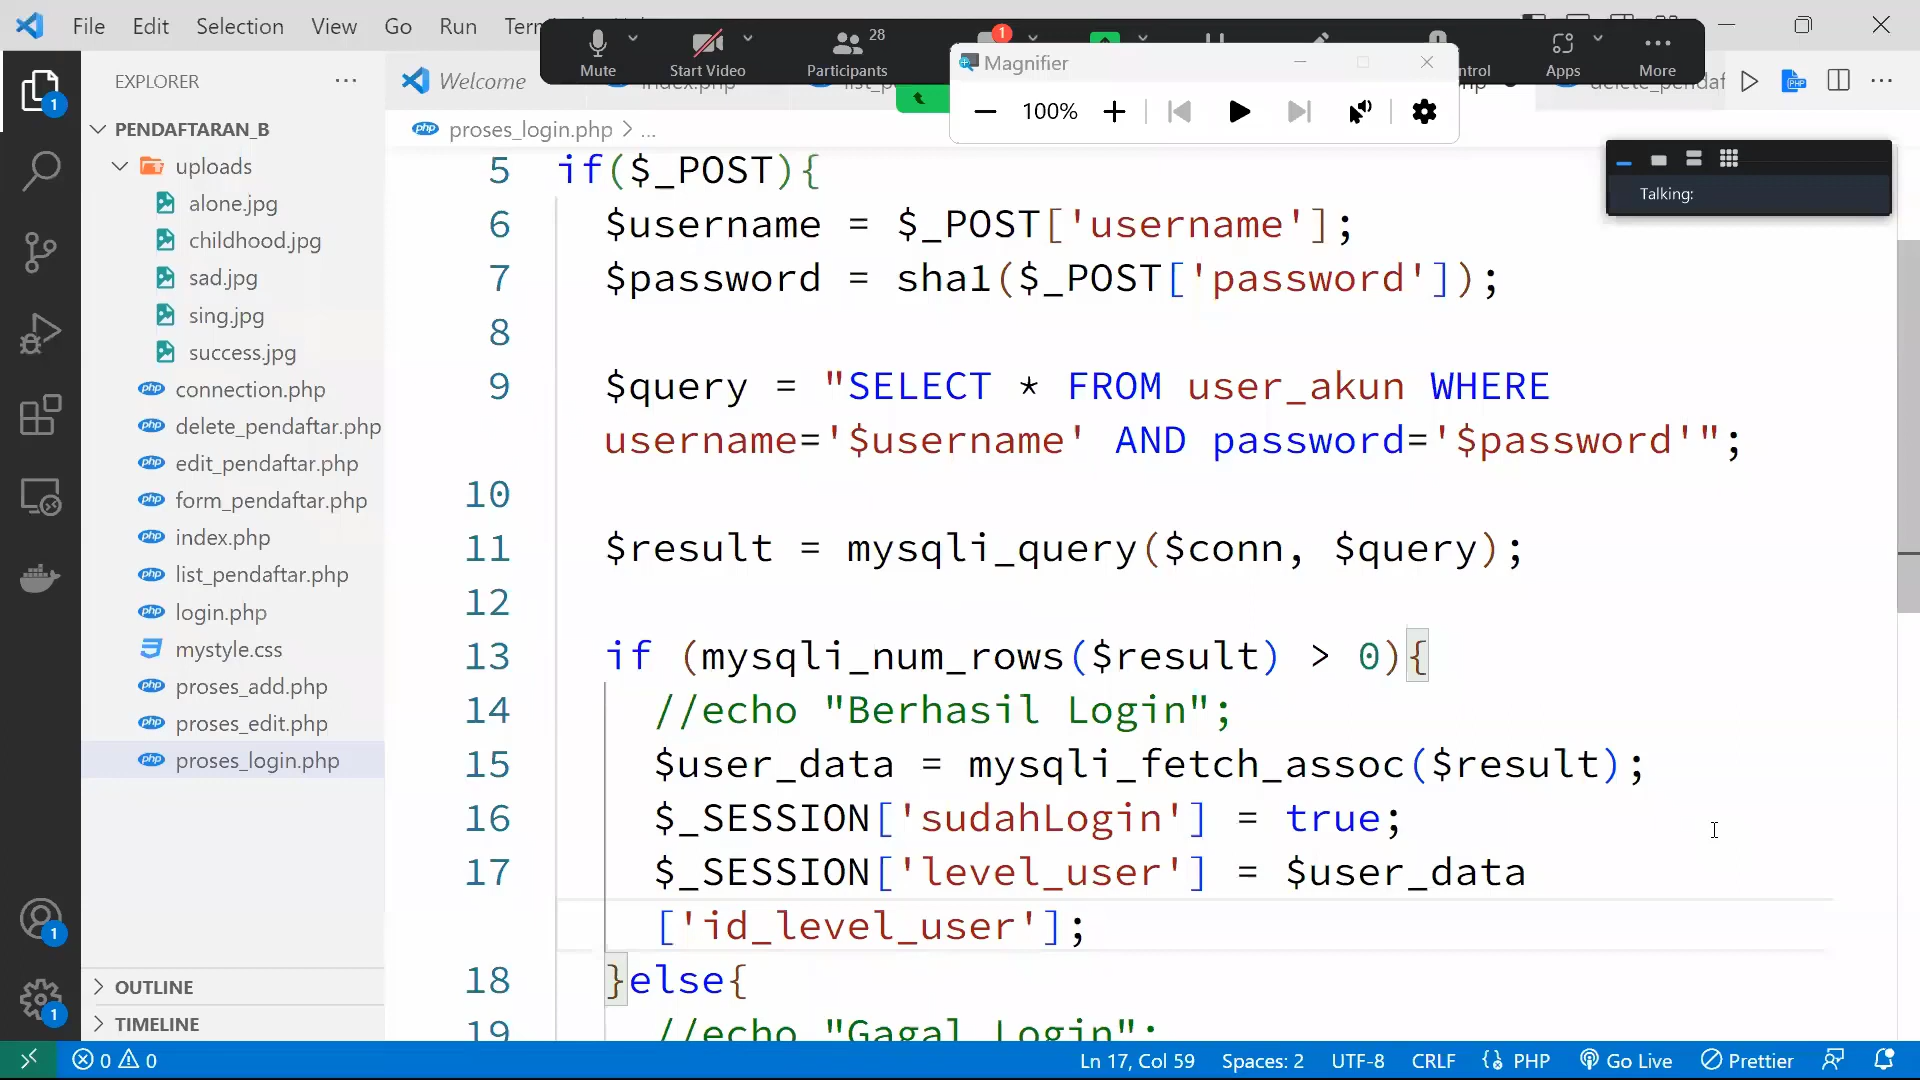 File Edit Selection View Go Run
Mute
Start Video
28
Participants
1
Apps
More
Magnifier
100%
Talking:
EXPLORER
Welcome
proses_login.php > ...
PENDAFTARAN_B
uploads
alone.jpg
childhood.jpg
sad.jpg
sing.jpg
success.jpg
connection.php
delete_pendaftar.php
edit_pendaftar.php
form_pendaftar.php
index.php
list_pendaftar.php
login.php
mystyle.css
proses_add.php
proses_edit.php
proses_login.php
OUTLINE
TIMELINE
5 if($_POST){
6 $username = $_POST['username'];
7 $password = sha1($_POST['password']);
8
9 $query = "SELECT * FROM user_akun WHERE
username='$username' AND password='$password'";
10
11 $result = mysqli_query($conn, $query);
12
13 if (mysqli_num_rows($result) > 0){
14 //echo "Berhasil Login";
15 $user_data = mysqli_fetch_assoc($result);
16 $_SESSION['sudahLogin'] = true;
17 $_SESSION['level_user'] = $user_data
['id_level_user'];
18 }else{
19 //echo "Gagal Login";
0 0
Ln 17, Col 59 Spaces: 2 UTF-8 CRLF PHP Go Live Prettier